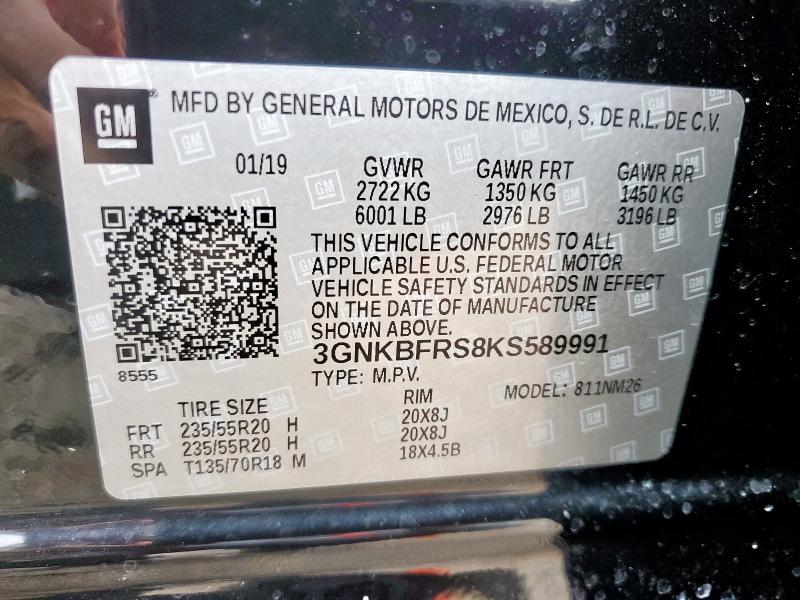 GM MFD BY GENERAL MOTORS DE MEXICO, S. DE R.L. DE C.V.
01/19 GVWR GAWR FRT GAWR RR
2722 KG 1350 KG 1450 KG
6001 LB 2976 LB 3196 LB
THIS VEHICLE CONFORMS TO ALL
APPLICABLE U.S. FEDERAL MOTOR
VEHICLE SAFETY STANDARDS IN EFFECT
ON THE DATE OF MANUFACTURE
SHOWN ABOVE.
3GNKBFRS8KS589991
8555 TYPE: M.P.V. MODEL: 811NM26
TIRE SIZE RIM
FRT 235/55R20 H 20X8J
RR 235/55R20 H 20X8J
SPA T135/70R18 M 18X4.5B